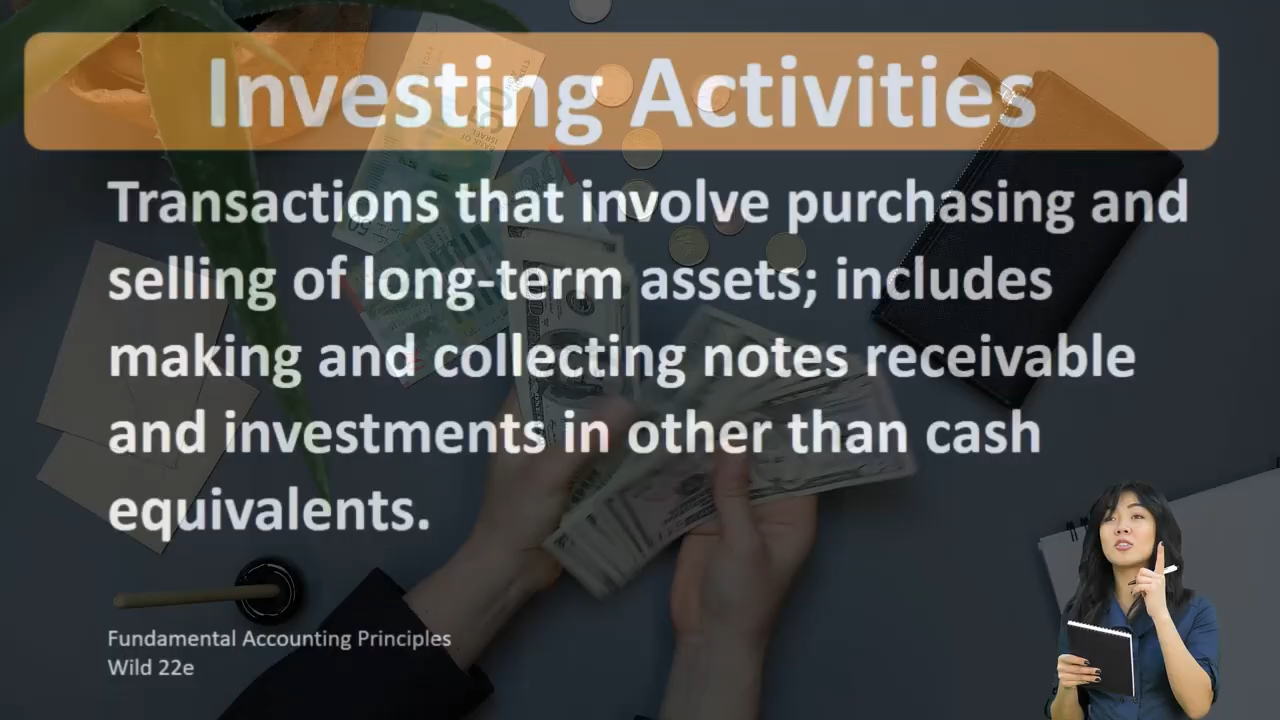 Investing Activities
Transactions that involve purchasing and
selling of long-term assets; includes
making and collecting notes receivable
and investments in other than cash
equivalents.
Fundamental Accounting Principles
Wild 22e